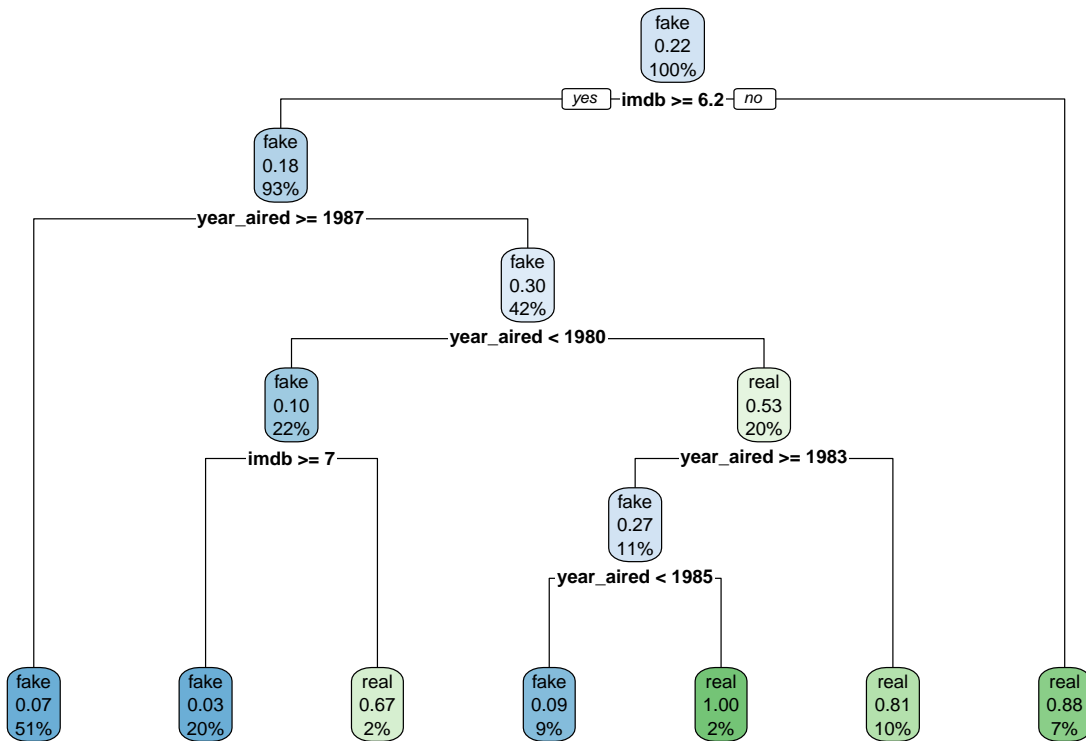 fake
0.22
100%
yes imdb >= 6.2 no
fake
0.18
93%
year_aired >= 1987
fake
0.30
42%
year_aired < 1980
fake
0.10
22%
real
0.53
20%
imdb >= 7
year_aired >= 1983
fake
0.27
11%
year_aired < 1985
fake
0.07
51%
fake
0.03
20%
real
0.67
2%
fake
0.09
9%
real
1.00
2%
real
0.81
10%
real
0.88
7%